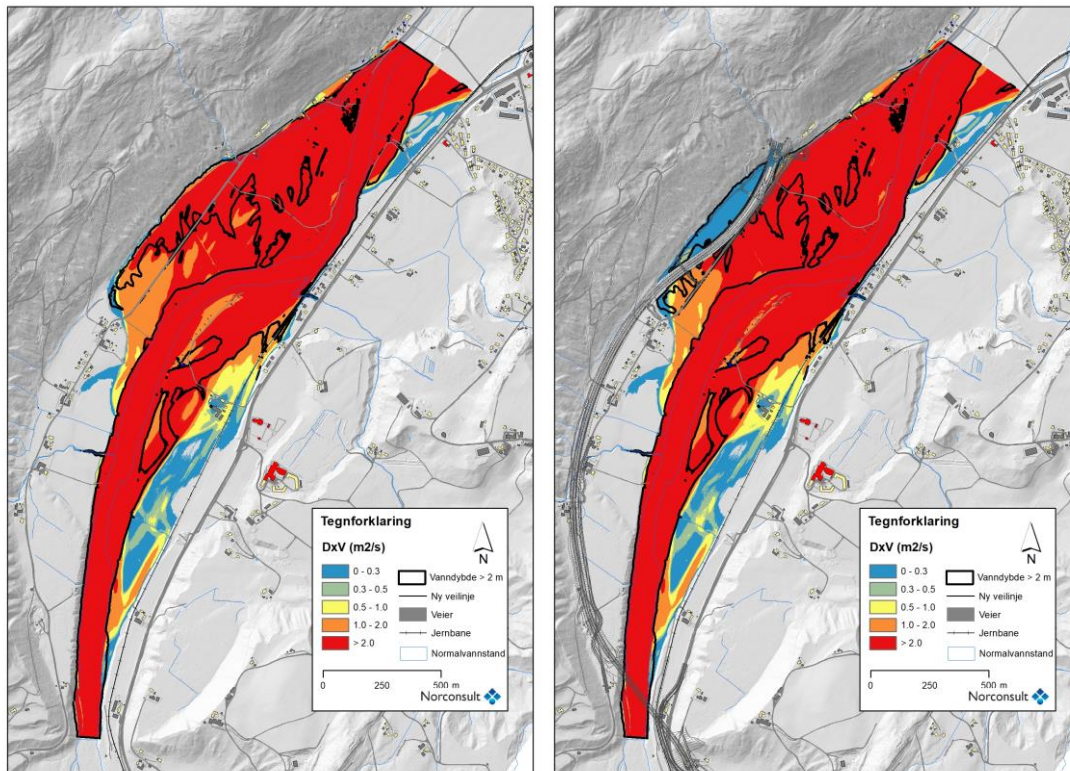 Tegnforklaring
DxV (m2/s)
N
0 - 0.3
Vanndybde > 2 m
0.3 - 0.5
Ny veilinje
0.5 - 1.0
Veier
1.0 - 2.0
Jernbane
> 2.0
Normalvannstand
0 250 500 m
Norconsult
Tegnforklaring
DxV (m2/s)
N
0 - 0.3
Vanndybde > 2 m
0.3 - 0.5
Ny veilinje
0.5 - 1.0
Veier
1.0 - 2.0
Jernbane
> 2.0
Normalvannstand
0 250 500 m
Norconsult